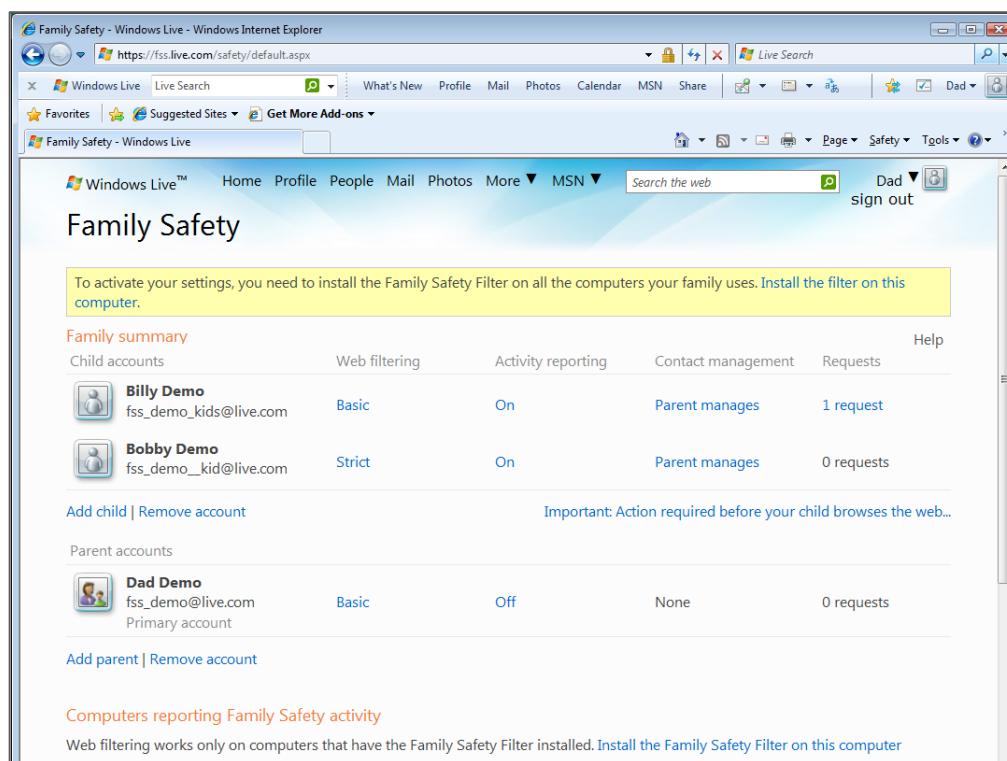 Family Safety - Windows Live - Windows Internet Explorer
https://fss.live.com/safety/default.aspx
Live Search
Windows Live Live Search What's New Profile Mail Photos Calendar MSN Share Dad
Favorites Suggested Sites Get More Add-ons
Family Safety - Windows Live Page Safety Tools
Windows Live™ Home Profile People Mail Photos More MSN Search the web Dad
sign out
Family Safety
To activate your settings, you need to install the Family Safety Filter on all the computers your family uses. Install the filter on this
computer.
Family summary Help
Child accounts Web filtering Activity reporting Contact management Requests
Billy Demo
fss_demo_kids@live.com Basic On Parent manages 1 request
Bobby Demo
fss_demo__kid@live.com Strict On Parent manages 0 requests
Add child | Remove account Important: Action required before your child browses the web...
Parent accounts
Dad Demo
fss_demo@live.com Basic Off None 0 requests
Primary account
Add parent | Remove account
Computers reporting Family Safety activity
Web filtering works only on computers that have the Family Safety Filter installed. Install the Family Safety Filter on this computer